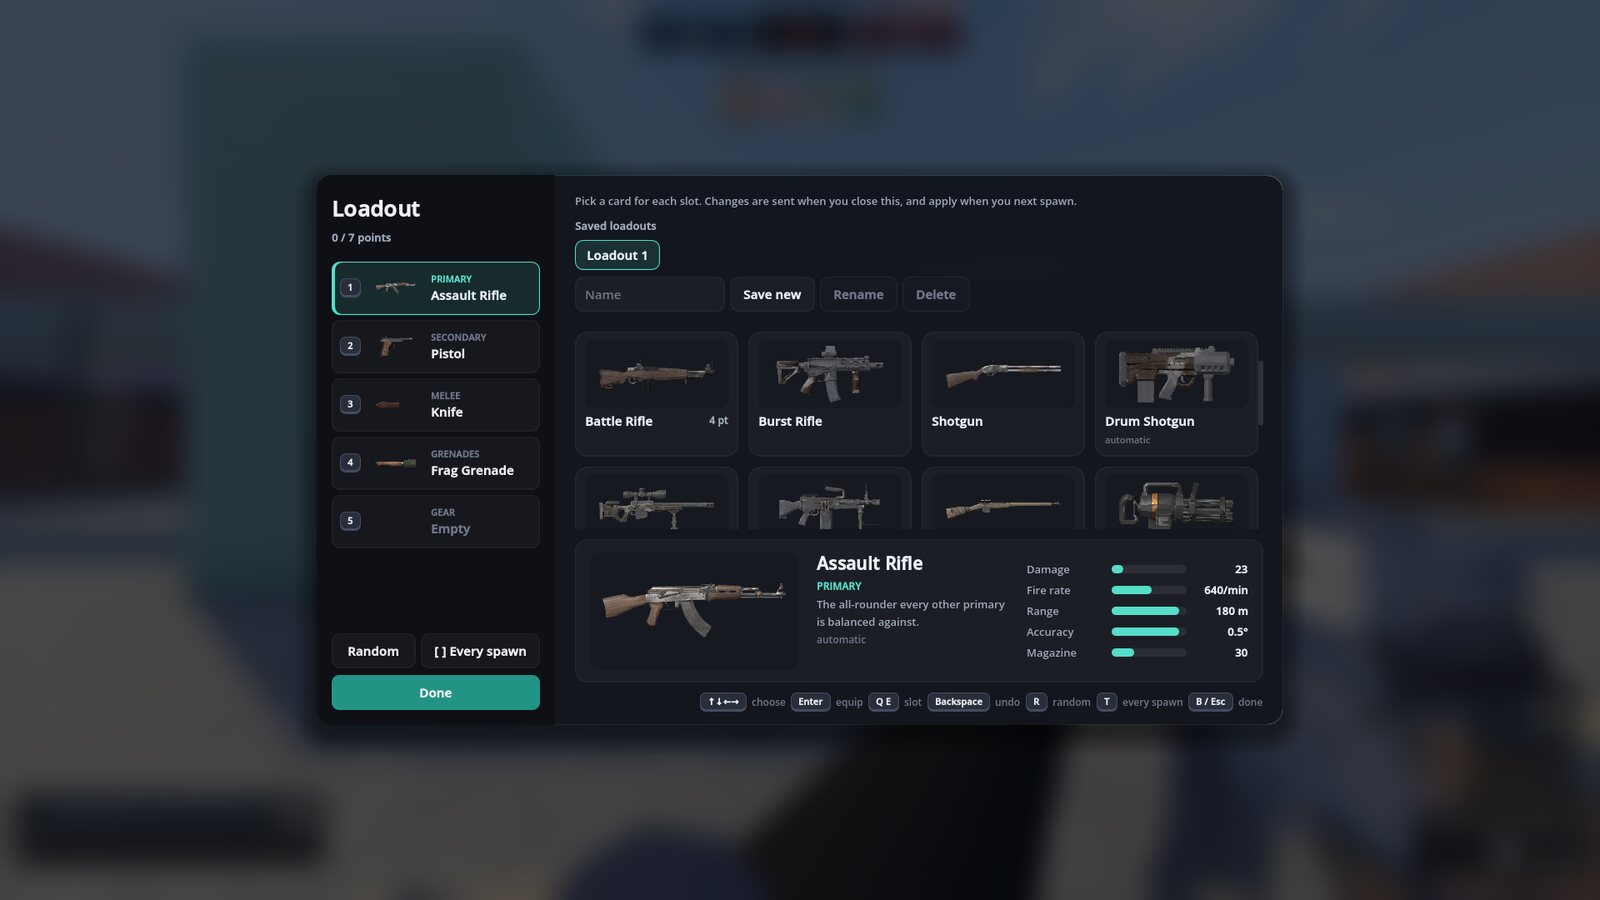 Loadout
0 / 7 points
1
PRIMARY
Assault Rifle
2
SECONDARY
Pistol
3
MELEE
Knife
4
GRENADES
Frag Grenade
5
GEAR
Empty
Random
[ ] Every spawn
Done
Pick a card for each slot. Changes are sent when you close this, and apply when you next spawn.
Saved loadouts
Loadout 1
Name
Save new
Rename
Delete
Battle Rifle 4 pt
Burst Rifle
Shotgun
Drum Shotgun
automatic
Assault Rifle
PRIMARY
The all-rounder every other primary
is balanced against.
automatic
Damage 23
Fire rate 640/min
Range 180 m
Accuracy 0.5°
Magazine 30
↑↓←→ choose Enter equip Q E slot Backspace undo R random T every spawn B / Esc done